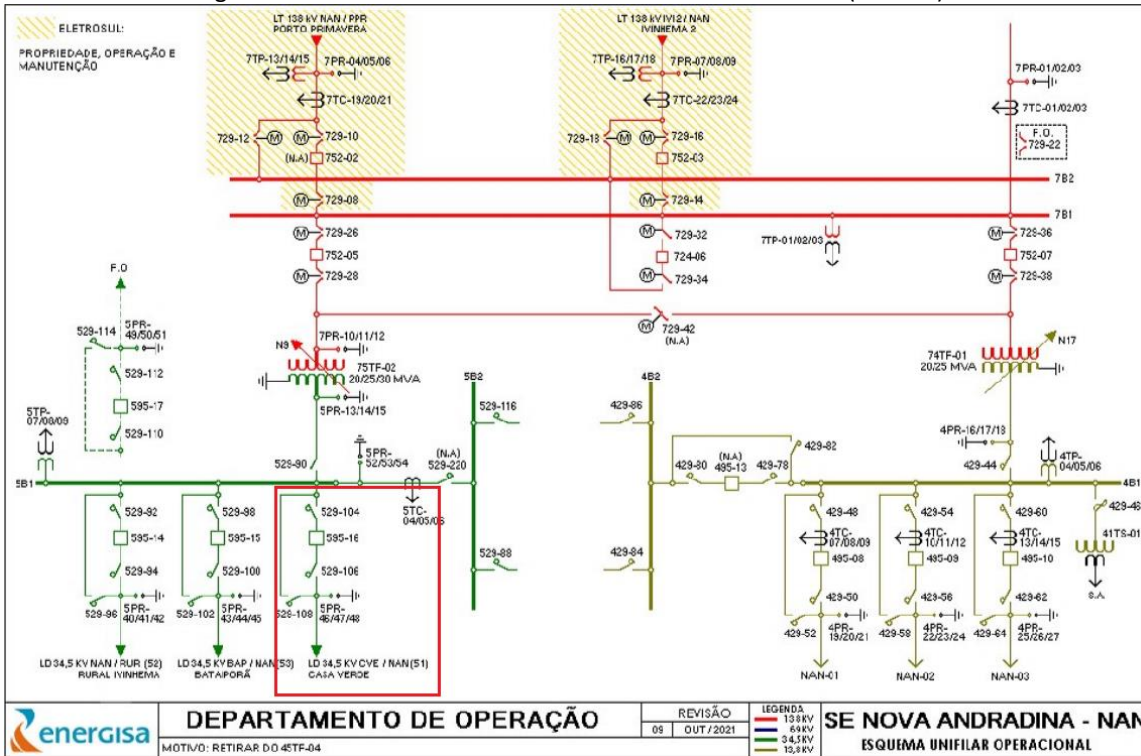 ELETROSUL:
PROPRIEDADE, OPERAÇÃO E
MANUTENÇÃO
LT 138 kV NAN / PPR
PORTO PRIMAVERA
LT 138 kV IVI2 / NAN
IVINHEMA 2
7TP-13/14/15
7PR-04/05/06
7TP-16/17/18
7PR-07/08/09
7PR-01/02/03
7TC-19/20/21
7TC-22/23/24
7TC-01/02/03
729-12
M
M
729-10
729-18
M
M
729-16
F.O.
729-22
(N.A)
752-02
752-03
7B2
M
729-08
M
729-14
7B1
M
729-26
M
729-32
7TP-01/02/03
M
728-36
752-05
724-06
752-07
M
729-28
M
729-34
M
729-38
F.O
M
729-42
(N.A)
529-114
5PR-
49/50/51
7PR-10/11/12
N9
75TF-02
20/25/30 MVA
N17
74TF-01
20/25 MVA
529-112
595-17
529-110
5PR-13/14/15
5B2
4B2
5TP-
07/08/09
529-116
429-86
4PR-16/17/18
429-82
4TP-
04/05/06
529-90
5PR-
52/53/54
(N.A)
529-220
429-80
(N.A)
495-13
429-78
429-44
5B1
4B1
5TC-
04/05/06
529-92
529-98
529-104
429-48
429-54
429-60
429-46
595-14
595-15
595-16
529-88
429-84
4TC-
07/08/09
4TC-
10/11/12
4TC-
13/14/15
41TS-01
529-94
529-100
529-106
495-08
495-09
495-10
S.A.
529-96
5PR-
40/41/42
529-102
5PR-
43/44/45
529-108
5PR-
46/47/48
429-50
429-56
429-62
429-52
4PR-
19/20/21
429-58
4PR-
22/23/24
429-64
4PR-
25/26/27
LD 34,5 KV NAN / RUR (52)
RURAL IVINHEMA
LD 34,5 KV BAP / NAN (53)
BATAIPORÃ
LD 34,5 KV CVE / NAN (51)
CASA VERDE
NAN-01
NAN-02
NAN-03
energisa
DEPARTAMENTO DE OPERAÇÃO
MOTIVO: RETIRAR DO 45TF-04
REVISÃO
09
OUT / 2021
LEGENDA
138KV
69KV
34,5KV
13,8KV
SE NOVA ANDRADINA - NAN
ESQUEMA UNIFILAR OPERACIONAL